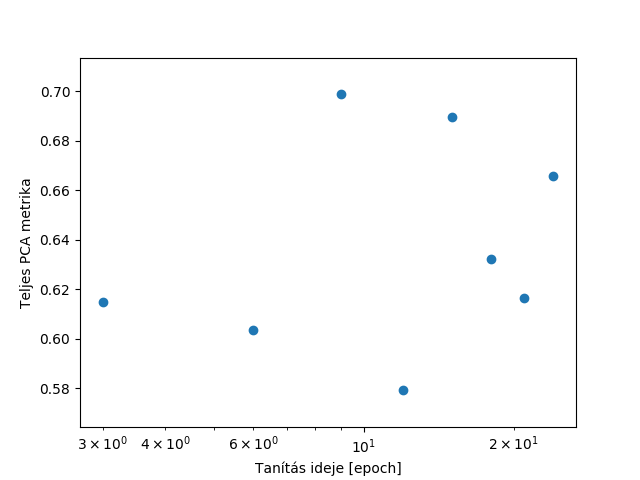 Teljes PCA metrika
0.70
0.68
0.66
0.64
0.62
0.60
0.58
3 × 10⁰ 4 × 10⁰ 6 × 10⁰ 10¹ 2 × 10¹
Tanítás ideje [epoch]